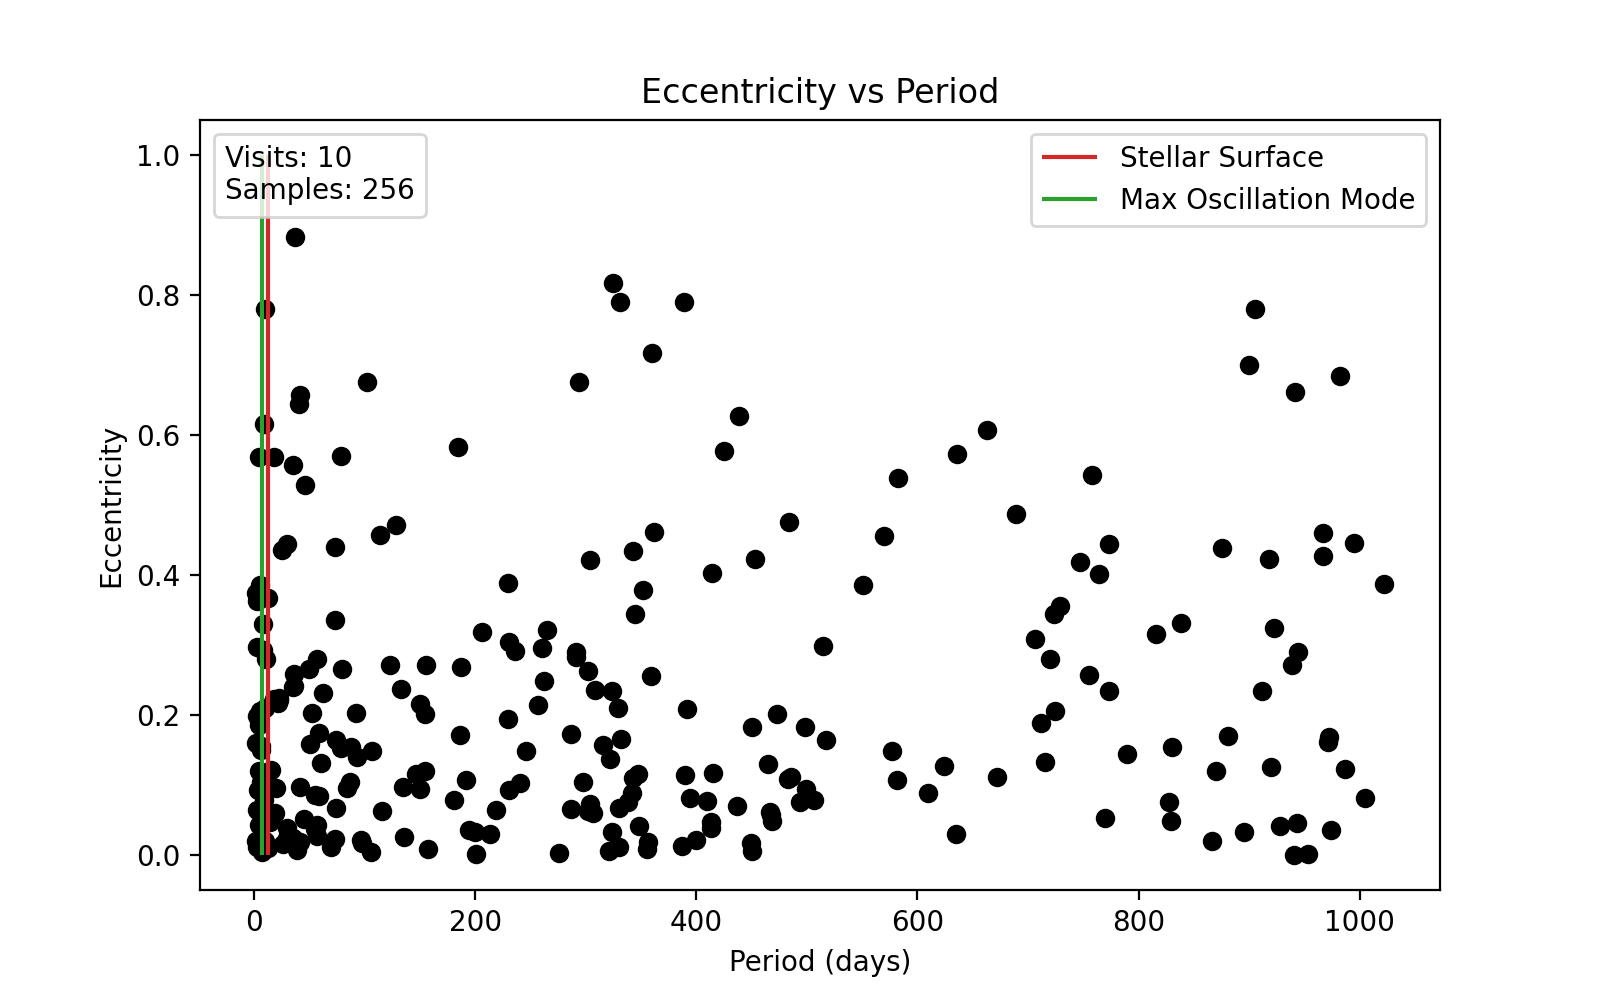 Eccentricity vs Period
Visits: 10
Samples: 256
Stellar Surface
Max Oscillation Mode
1.0
0.8
0.6
0.4
0.2
0.0
Eccentricity
0 200 400 600 800 1000
Period (days)